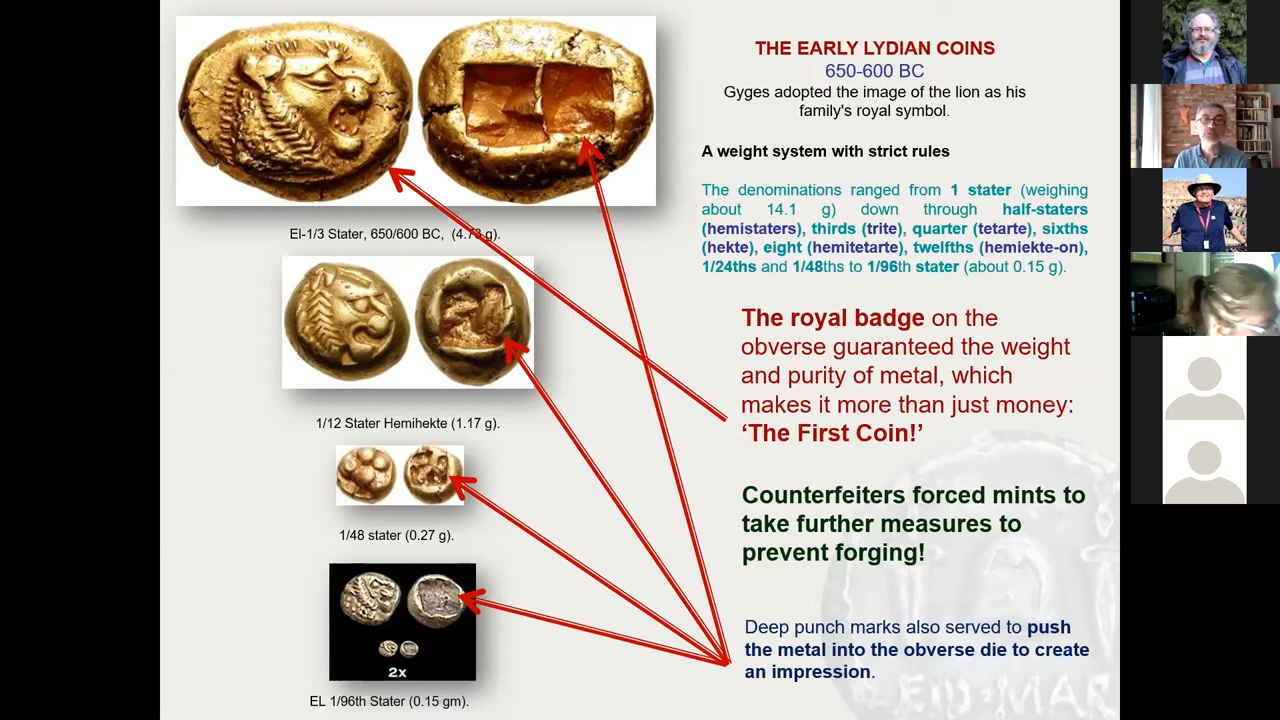 THE EARLY LYDIAN COINS
650-600 BC
Gyges adopted the image of the lion as his
family's royal symbol.
A weight system with strict rules
The denominations ranged from 1 stater (weighing
about 14.1 g) down through half-staters
(hemistaters), thirds (trite), quarter (tetarte), sixths
(hekte), eight (hemitetarte), twelfths (hemiekte-on),
1/24ths and 1/48ths to 1/96th stater (about 0.15 g).
El-1/3 Stater, 650/600 BC, (4.73 g).
The royal badge on the
obverse guaranteed the weight
and purity of metal, which
makes it more than just money:
‘The First Coin!’
1/12 Stater Hemihekte (1.17 g).
Counterfeiters forced mints to
take further measures to
prevent forging!
1/48 stater (0.27 g).
Deep punch marks also served to push
the metal into the obverse die to create
an impression.
2x
EL 1/96th Stater (0.15 gm).
EID·MAR